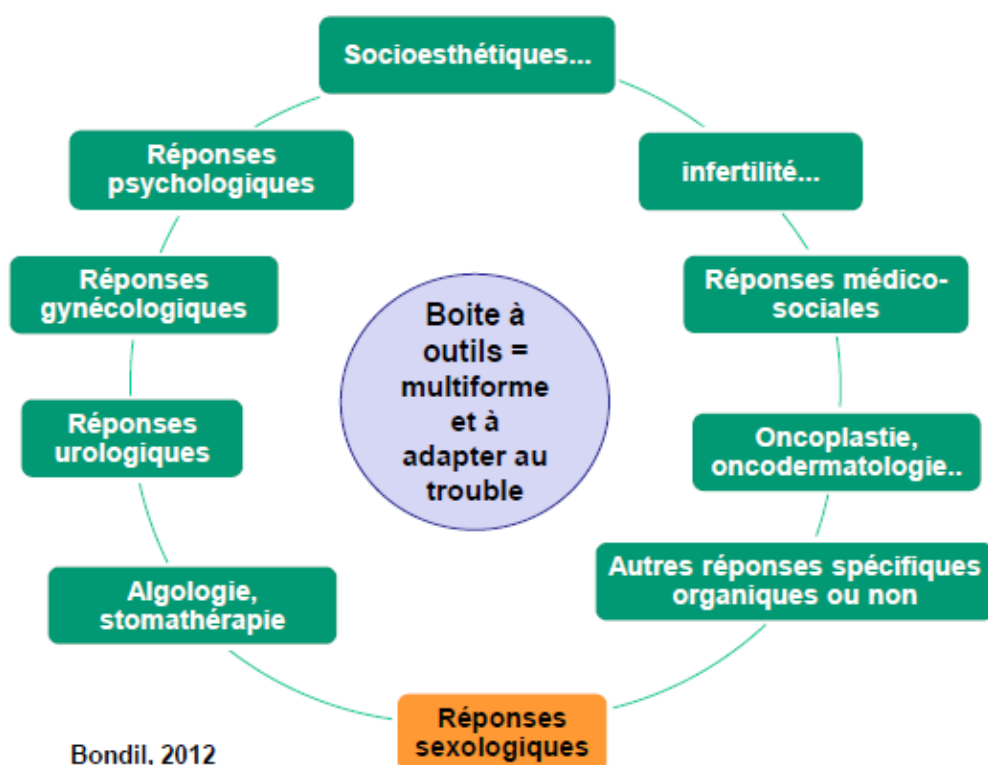 Socioesthétiques...
Réponses
psychologiques
infertilité...
Réponses
gynécologiques
Réponses médico-
sociales
Boite à
outils =
multiforme
et à
adapter au
trouble
Réponses
urologiques
Oncoplastie,
oncodermatologie..
Algologie,
stomathérapie
Autres réponses spécifiques
organiques ou non
Réponses
sexologiques
Bondil, 2012